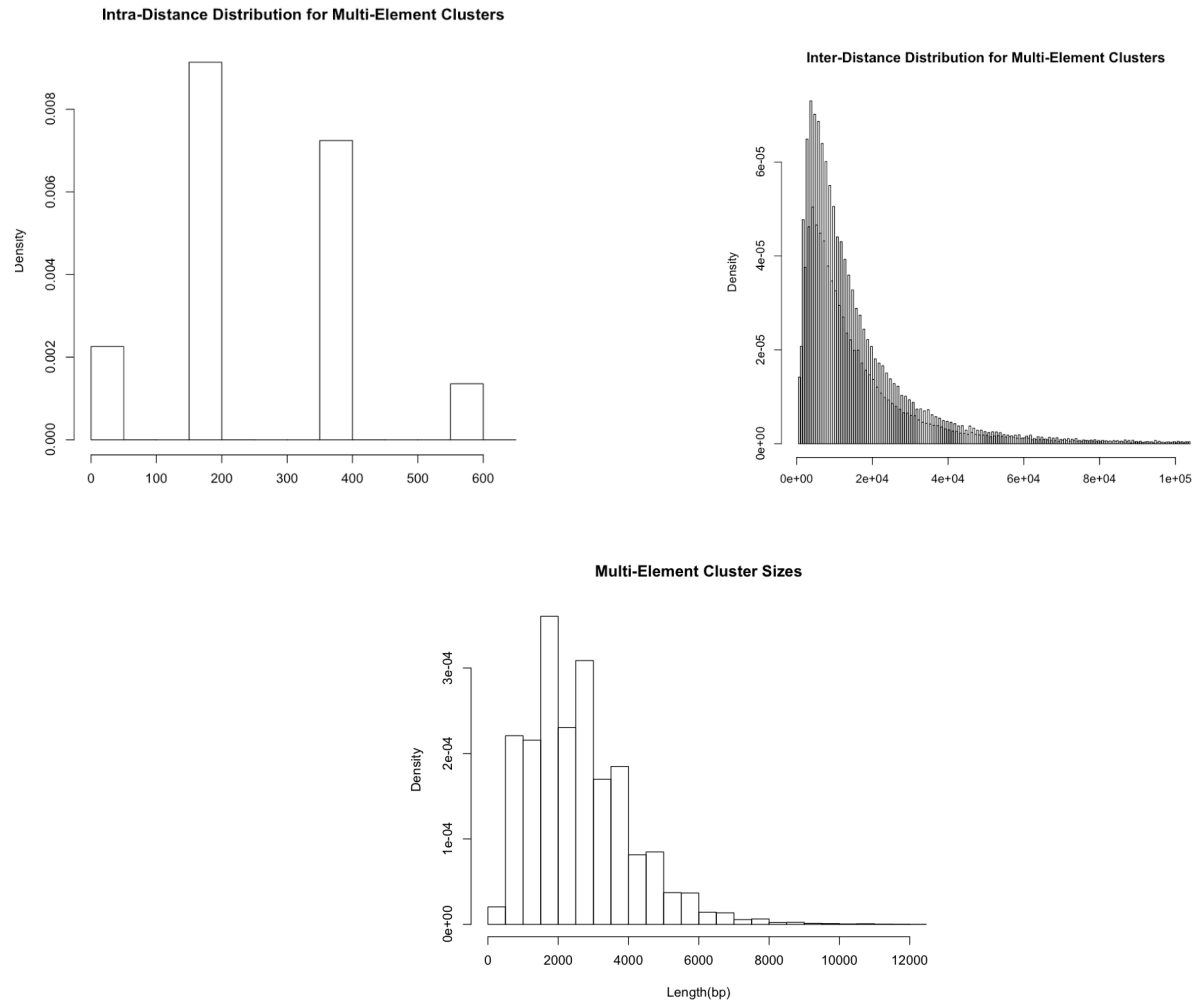 Intra-Distance Distribution for Multi-Element Clusters
Density
0.000 0.002 0.004 0.006 0.008
0 100 200 300 400 500 600
Inter-Distance Distribution for Multi-Element Clusters
Density
0e+00 2e-05 4e-05 6e-05
0e+00 2e+04 4e+04 6e+04 8e+04 1e+05
Multi-Element Cluster Sizes
Density
0e+00 1e-04 2e-04 3e-04
0 2000 4000 6000 8000 10000 12000
Length(bp)